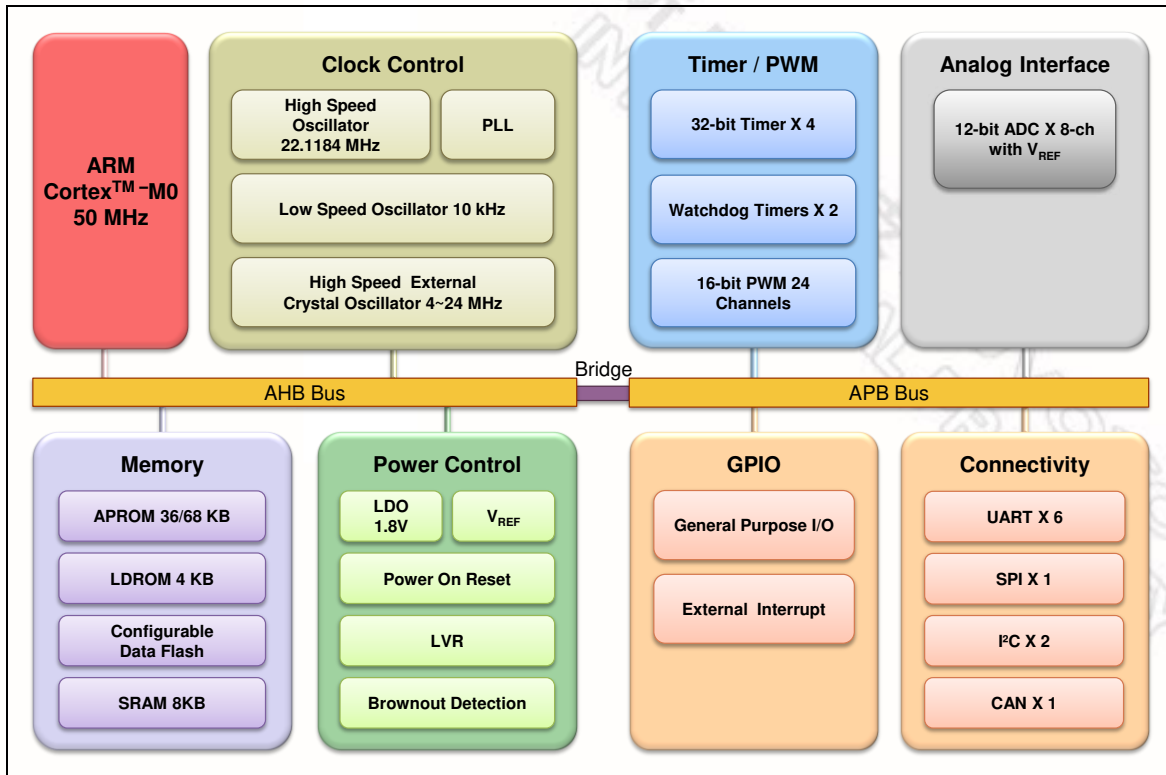 ARM
Cortex™–M0
50 MHz
Clock Control
High Speed
Oscillator
22.1184 MHz
PLL
Low Speed Oscillator 10 kHz
High Speed External
Crystal Oscillator 4~24 MHz
Timer / PWM
32-bit Timer X 4
Watchdog Timers X 2
16-bit PWM 24
Channels
Analog Interface
12-bit ADC X 8-ch
with VREF
AHB Bus
Bridge
APB Bus
Memory
APROM 36/68 KB
LDROM 4 KB
Configurable
Data Flash
SRAM 8KB
Power Control
LDO
1.8V
VREF
Power On Reset
LVR
Brownout Detection
GPIO
General Purpose I/O
External Interrupt
Connectivity
UART X 6
SPI X 1
I²C X 2
CAN X 1